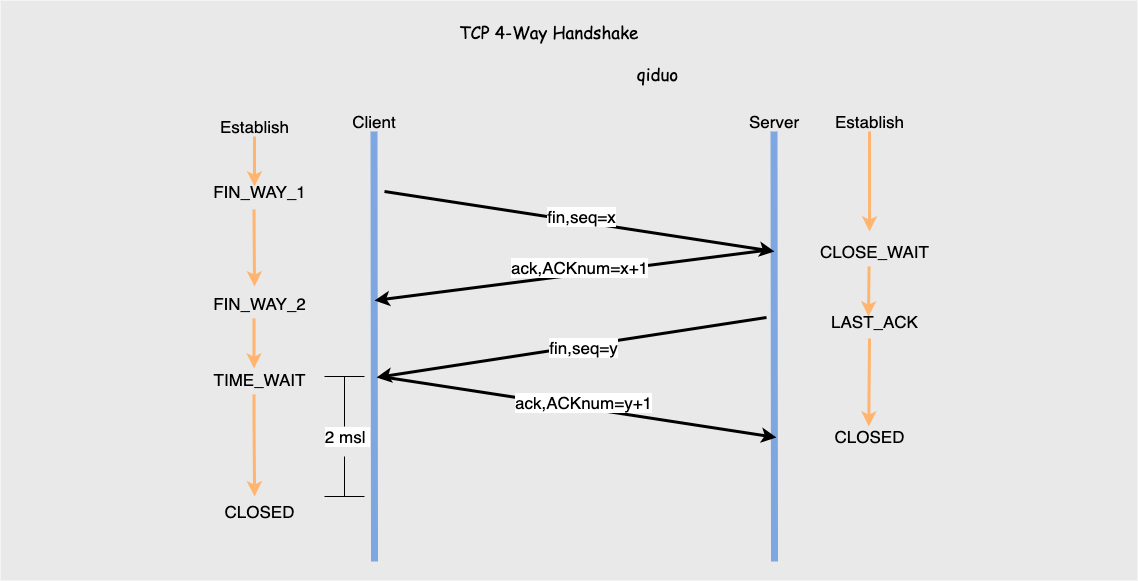 TCP 4-Way Handshake
qiduo
Establish
Client
Server
Establish
FIN_WAY_1
fin,seq=x
CLOSE_WAIT
ack,ACKnum=x+1
FIN_WAY_2
LAST_ACK
fin,seq=y
TIME_WAIT
ack,ACKnum=y+1
2 msl
CLOSED
CLOSED